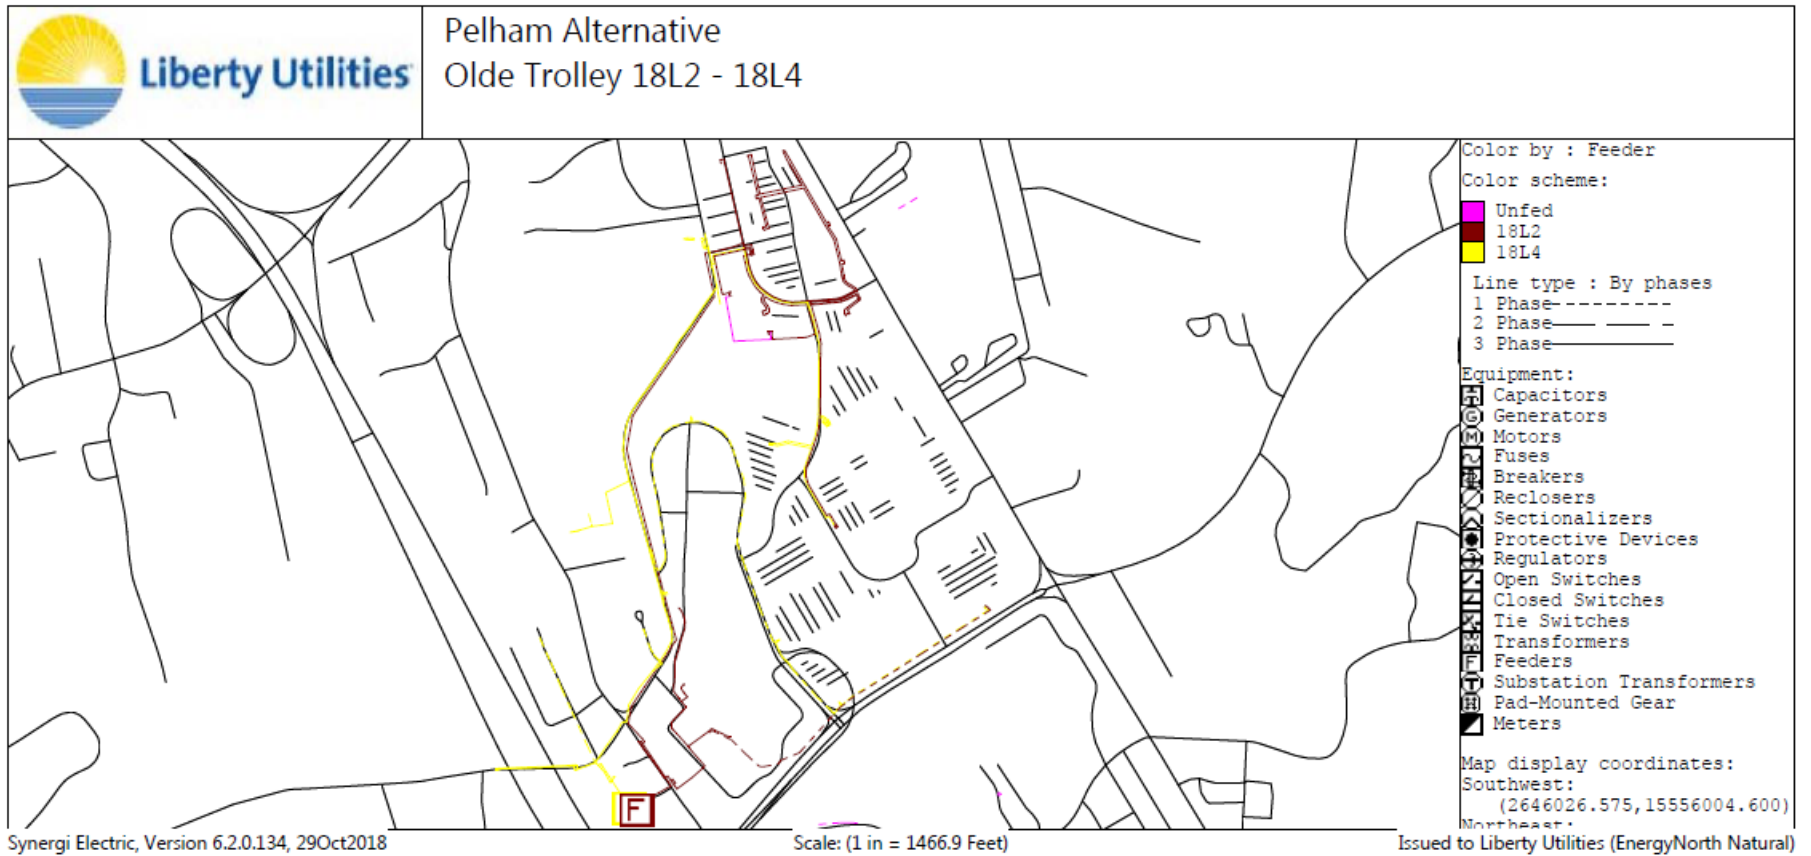 Liberty Utilities
Pelham Alternative
Olde Trolley 18L2 - 18L4
Color by : Feeder
Color scheme:
Unfed
18L2
18L4
Line type : By phases
1 Phase
2 Phase
3 Phase
Equipment:
Capacitors
G Generators
M Motors
Fuses
Breakers
Reclosers
Sectionalizers
Protective Devices
Regulators
Open Switches
Closed Switches
Tie Switches
Transformers
F Feeders
T Substation Transformers
Pad-Mounted Gear
Meters
Map display coordinates:
Southwest:
(2646026.575,15556004.600)
Northeast:
F
Synergi Electric, Version 6.2.0.134, 29Oct2018
Scale: (1 in = 1466.9 Feet)
Issued to Liberty Utilities (EnergyNorth Natural)